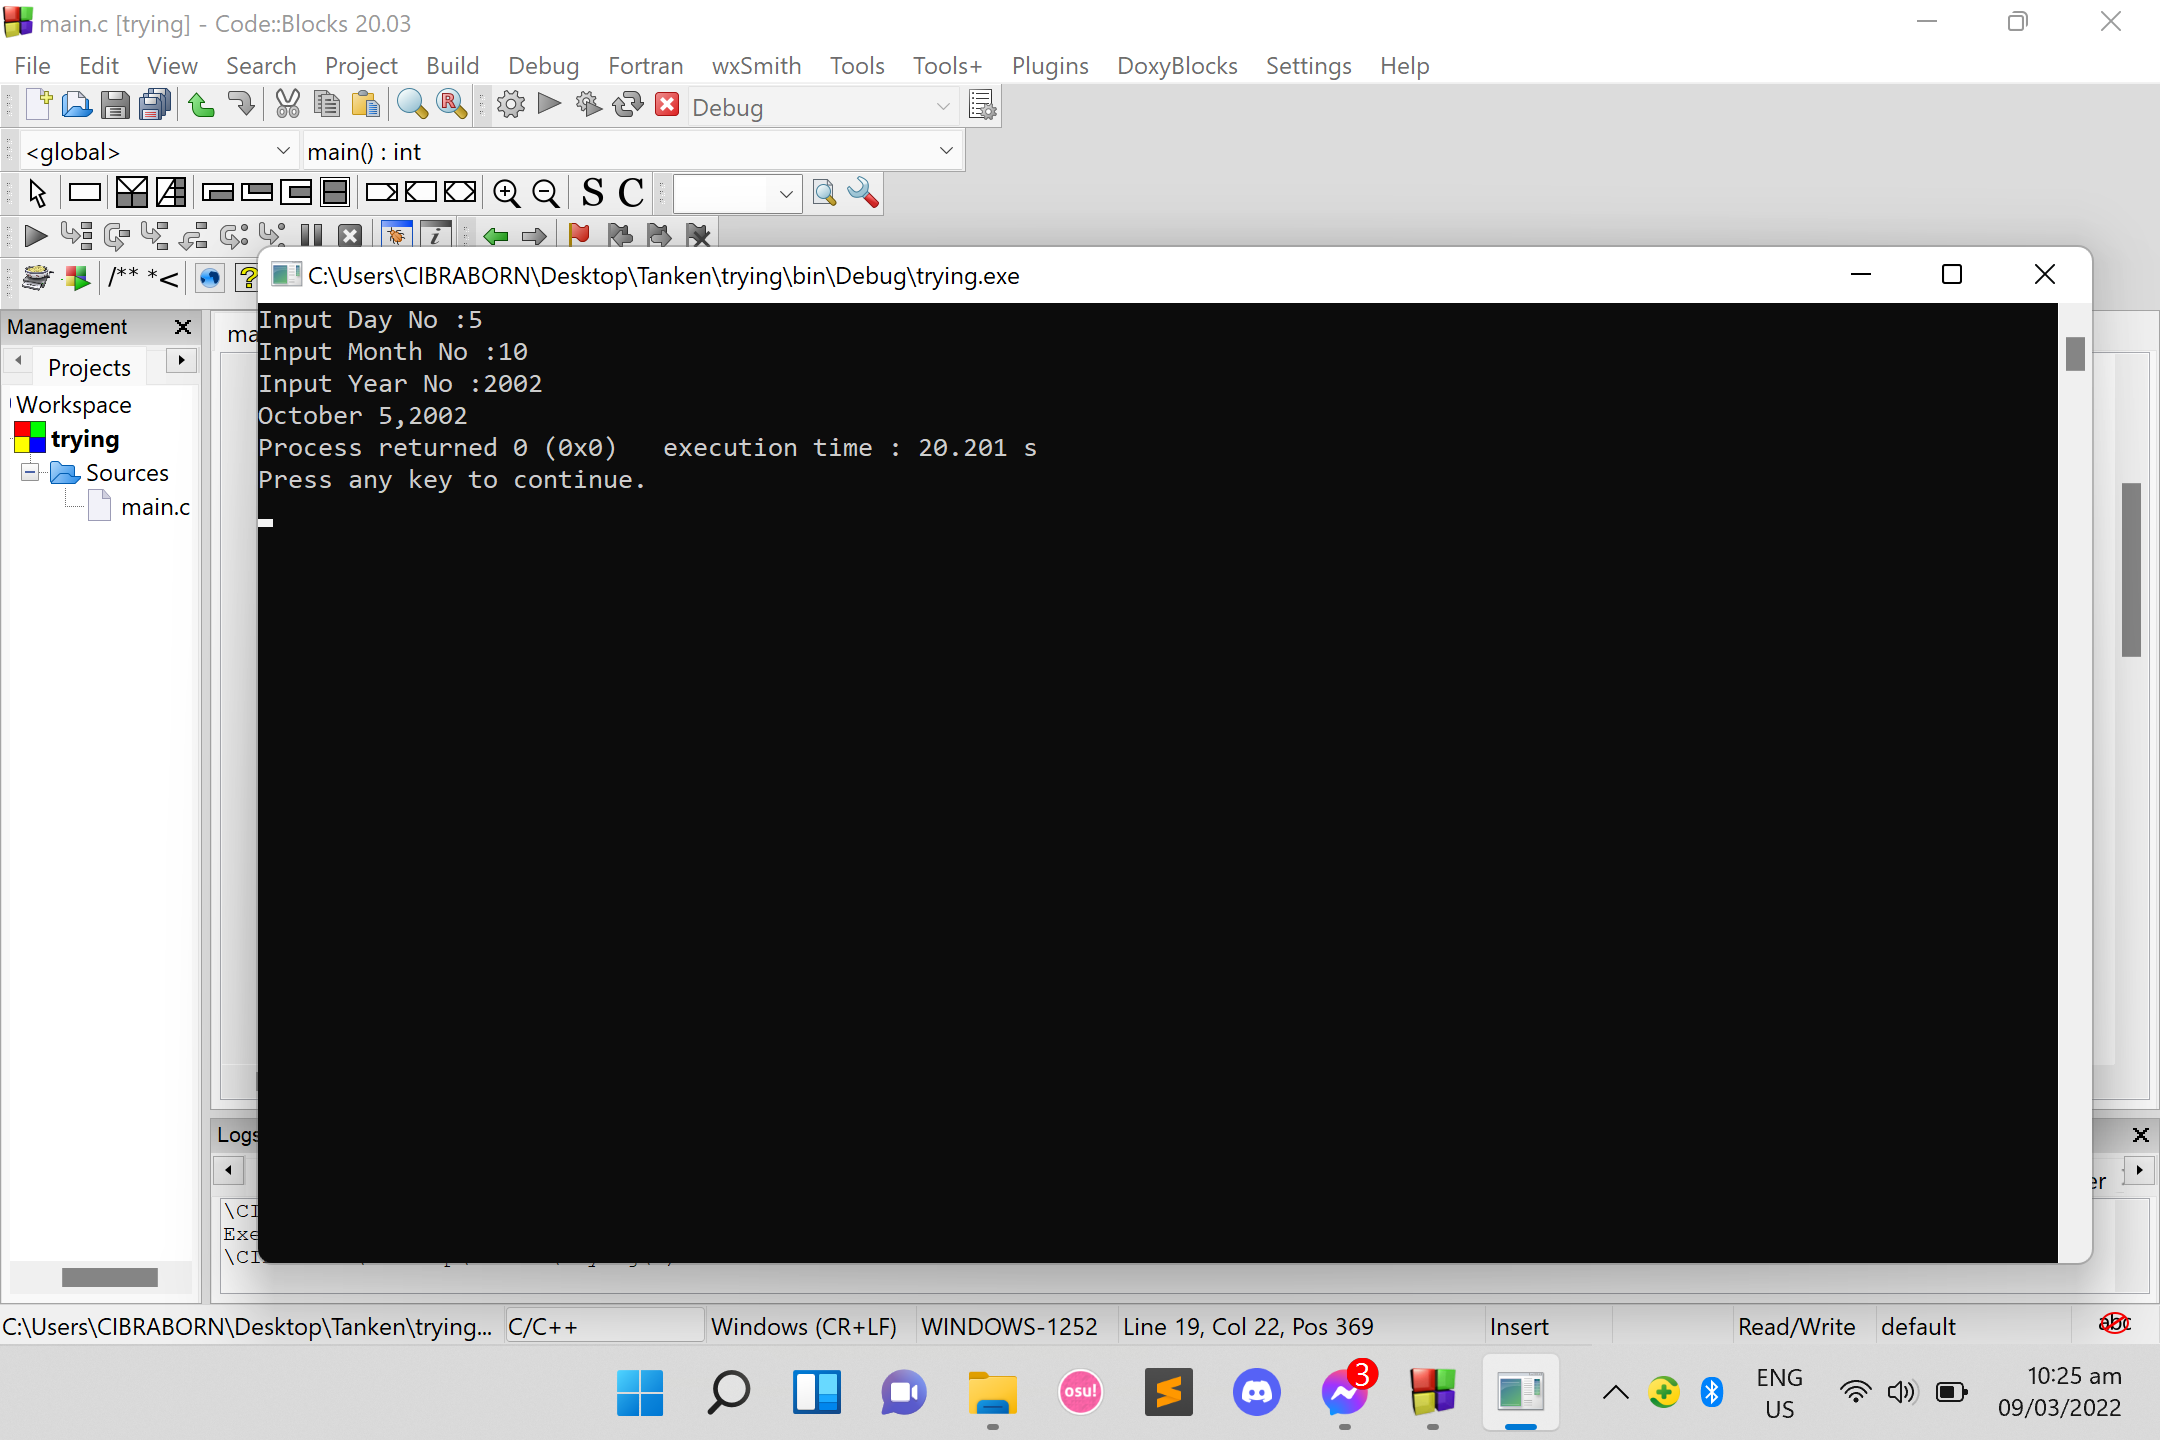 main.c [trying] - Code::Blocks 20.03
File Edit View Search Project Build Debug Fortran wxSmith Tools Tools+ Plugins DoxyBlocks Settings Help
Debug
<global> main() : int
S C
/** *<
C:\Users\CIBRABORN\Desktop\Tanken\trying\bin\Debug\trying.exe
Management
Projects
Workspace
trying
Sources
main.c
ma
Input Day No :5
Input Month No :10
Input Year No :2002
October 5,2002
Process returned 0 (0x0)   execution time : 20.201 s
Press any key to continue.
Logs
er
\CI
Exe
\CI
C:\Users\CIBRABORN\Desktop\Tanken\trying... C/C++ Windows (CR+LF) WINDOWS-1252 Line 19, Col 22, Pos 369 Insert Read/Write default abc
osu!
3
ENG
US
10:25 am
09/03/2022